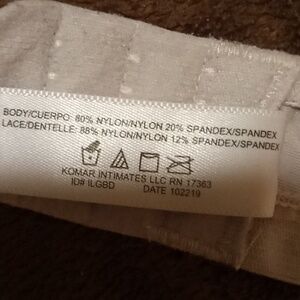 BODY/CUERPO: 80% NYLON/NYLON 20% SPANDEX/SPANDEX
LACE/DENTELLE: 88% NYLON/NYLON 12% SPANDEX/SPANDEX
KOMAR INTIMATES LLC RN 17363
ID# ILGBD DATE 102219